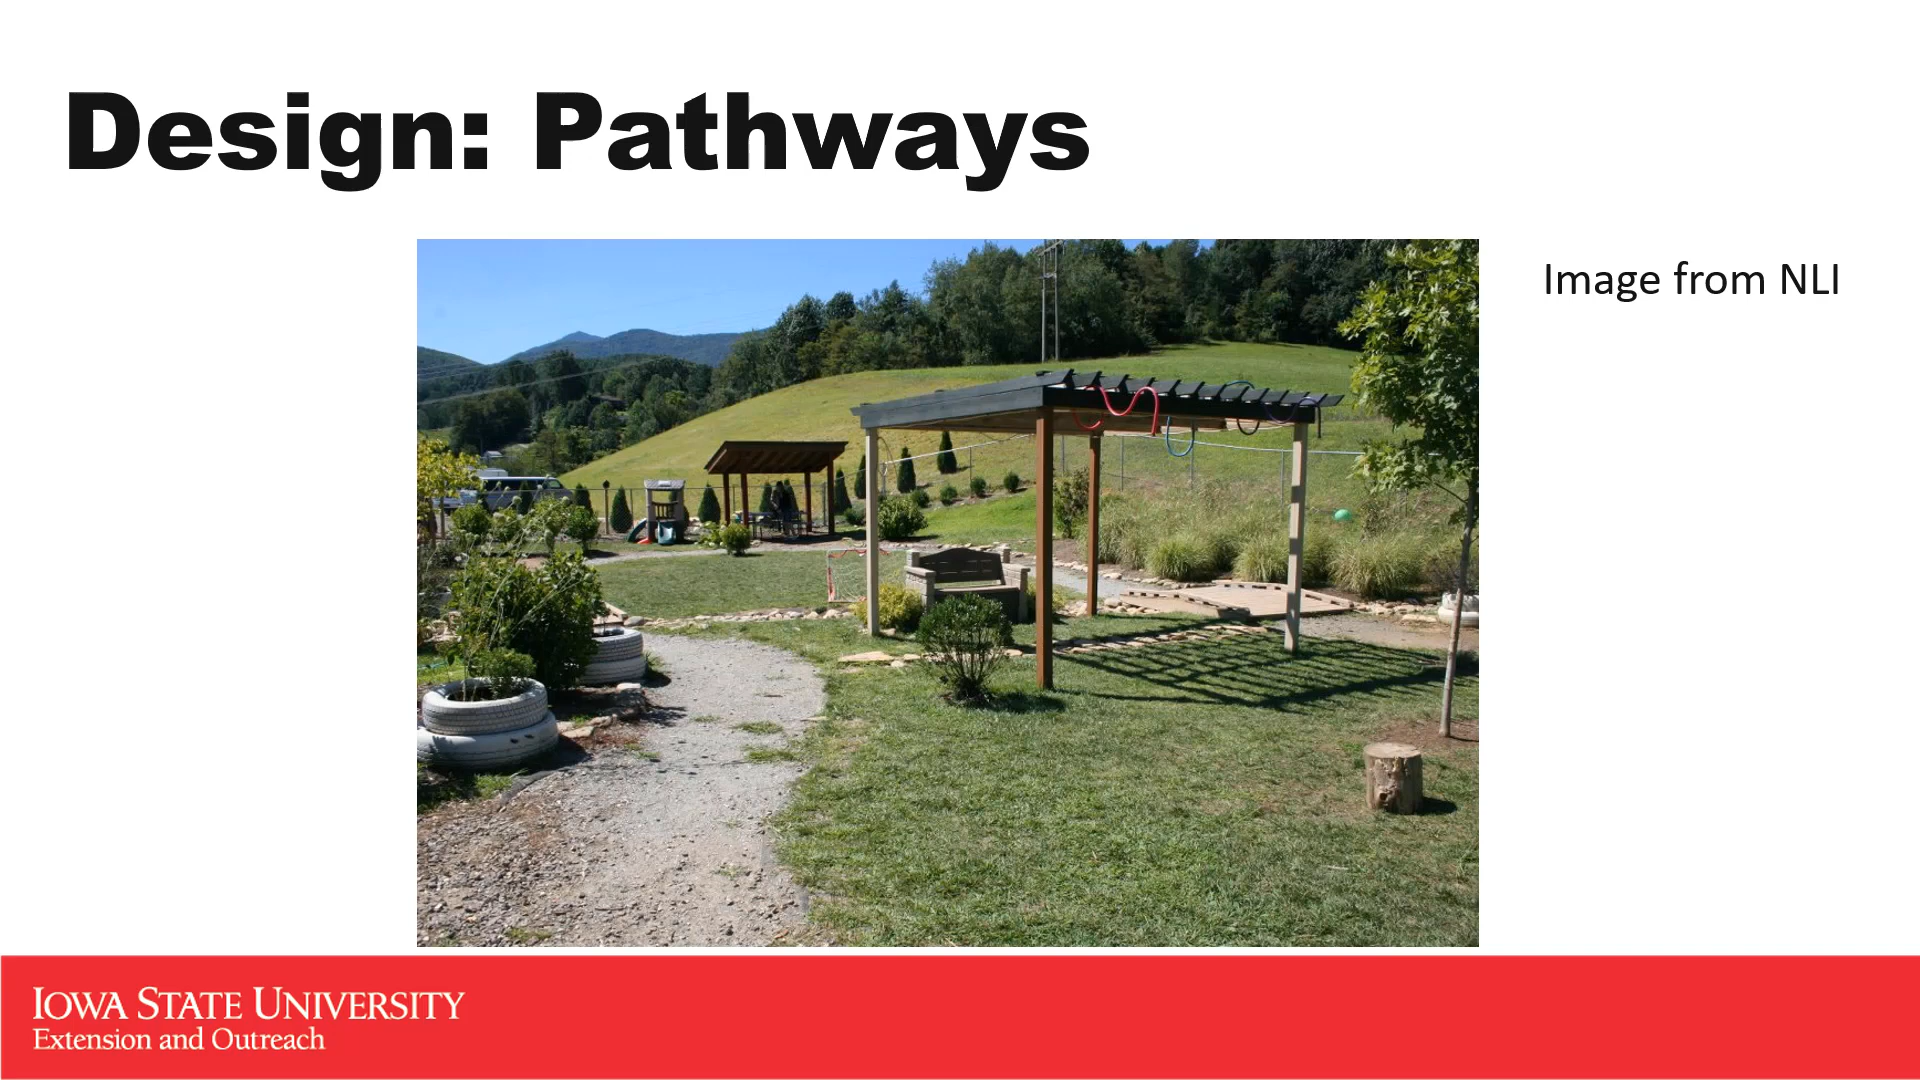 Design: Pathways
Image from NLI
IOWA STATE UNIVERSITY
Extension and Outreach